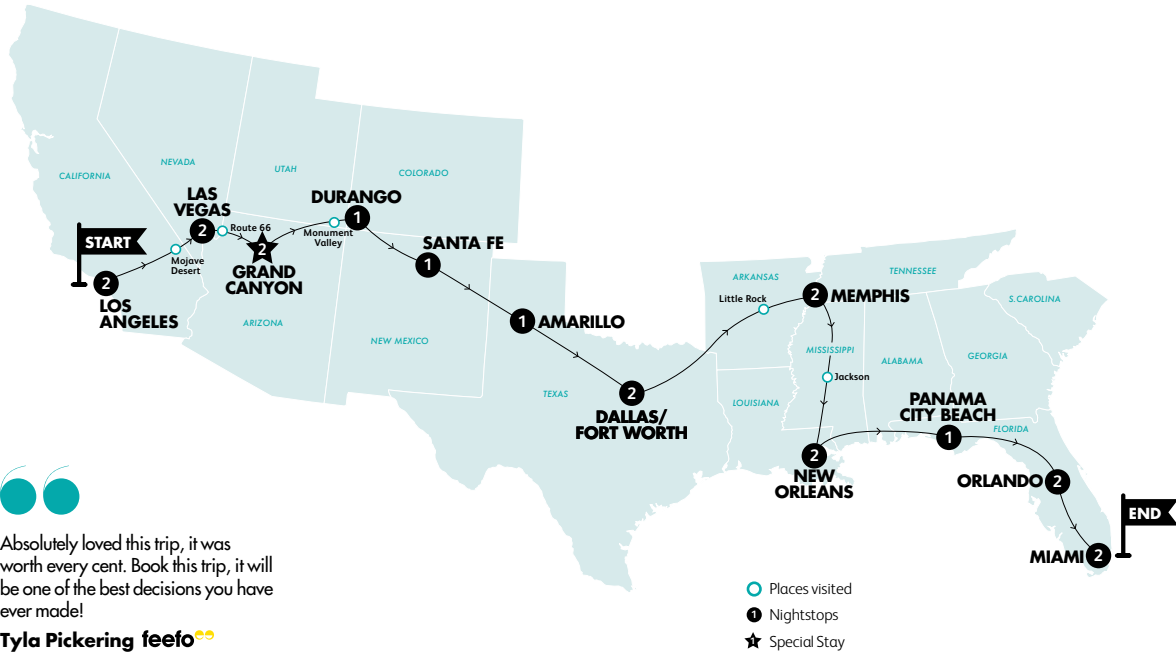 CALIFORNIA
NEVADA
UTAH
COLORADO
LAS
VEGAS
2
Route 66
DURANGO
1
Monument
Valley
START
2
LOS
ANGELES
Mojave
Desert
2
GRAND
CANYON
ARIZONA
SANTA FE
1
NEW MEXICO
1 AMARILLO
TEXAS
2
DALLAS/
FORT WORTH
ARKANSAS
Little Rock
TENNESSEE
2 MEMPHIS
S.CAROLINA
MISSISSIPPI
Jackson
ALABAMA
GEORGIA
LOUISIANA
PANAMA
CITY BEACH
1
FLORIDA
2
NEW
ORLEANS
ORLANDO 2
END
MIAMI 2
Absolutely loved this trip, it was
worth every cent. Book this trip, it will
be one of the best decisions you have
ever made!
Tyla Pickering feefo
Places visited
1 Nightstops
1 Special Stay